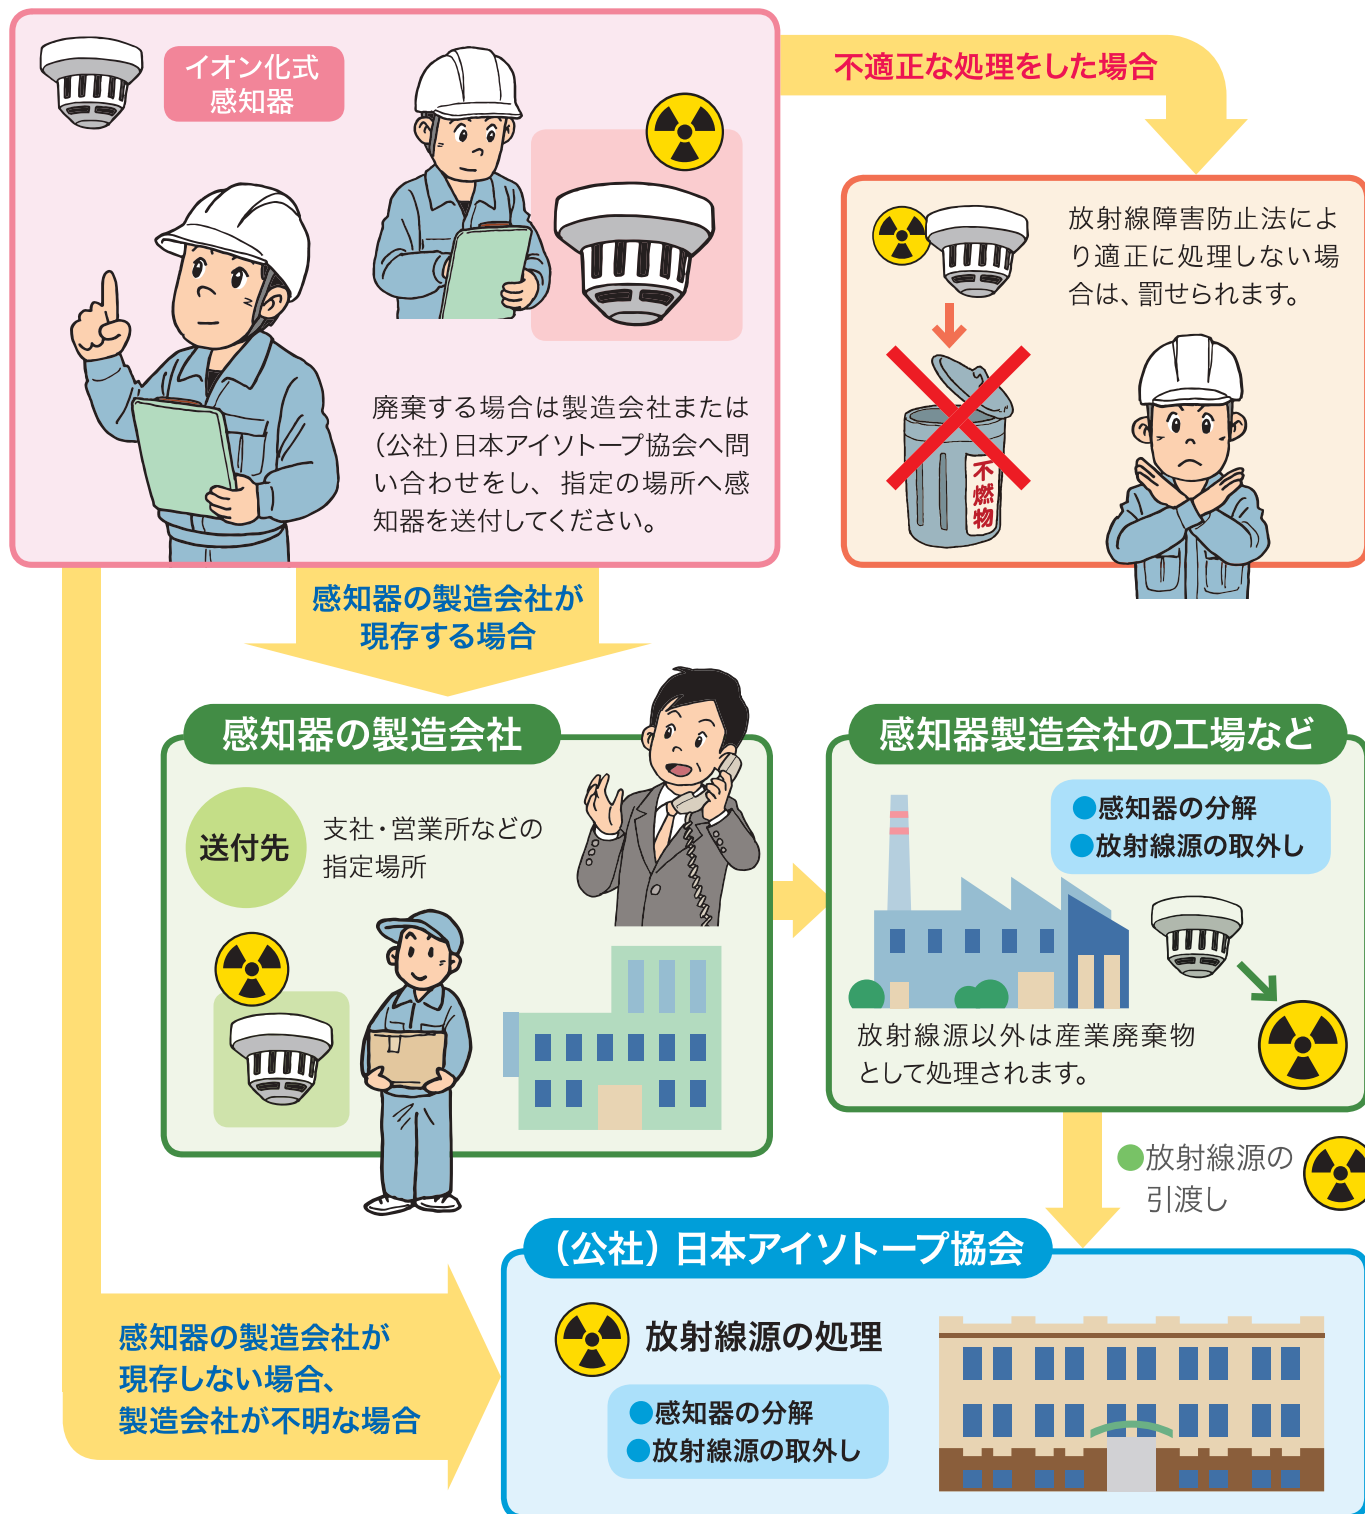 イオン化式
感知器
廃棄する場合は製造会社または
(公社)日本アイソトープ協会へ問
い合わせをし、指定の場所へ感
知器を送付してください。
不適正な処理をした場合
放射線障害防止法によ
り適正に処理しない場
合は、罰せられます。
不燃物
感知器の製造会社が
現存する場合
感知器の製造会社
送付先
支社・営業所などの
指定場所
感知器製造会社の工場など
●感知器の分解
●放射線源の取外し
放射線源以外は産業廃棄物
として処理されます。
●放射線源の
引渡し
感知器の製造会社が
現存しない場合、
製造会社が不明な場合
(公社)日本アイソトープ協会
放射線源の処理
●感知器の分解
●放射線源の取外し